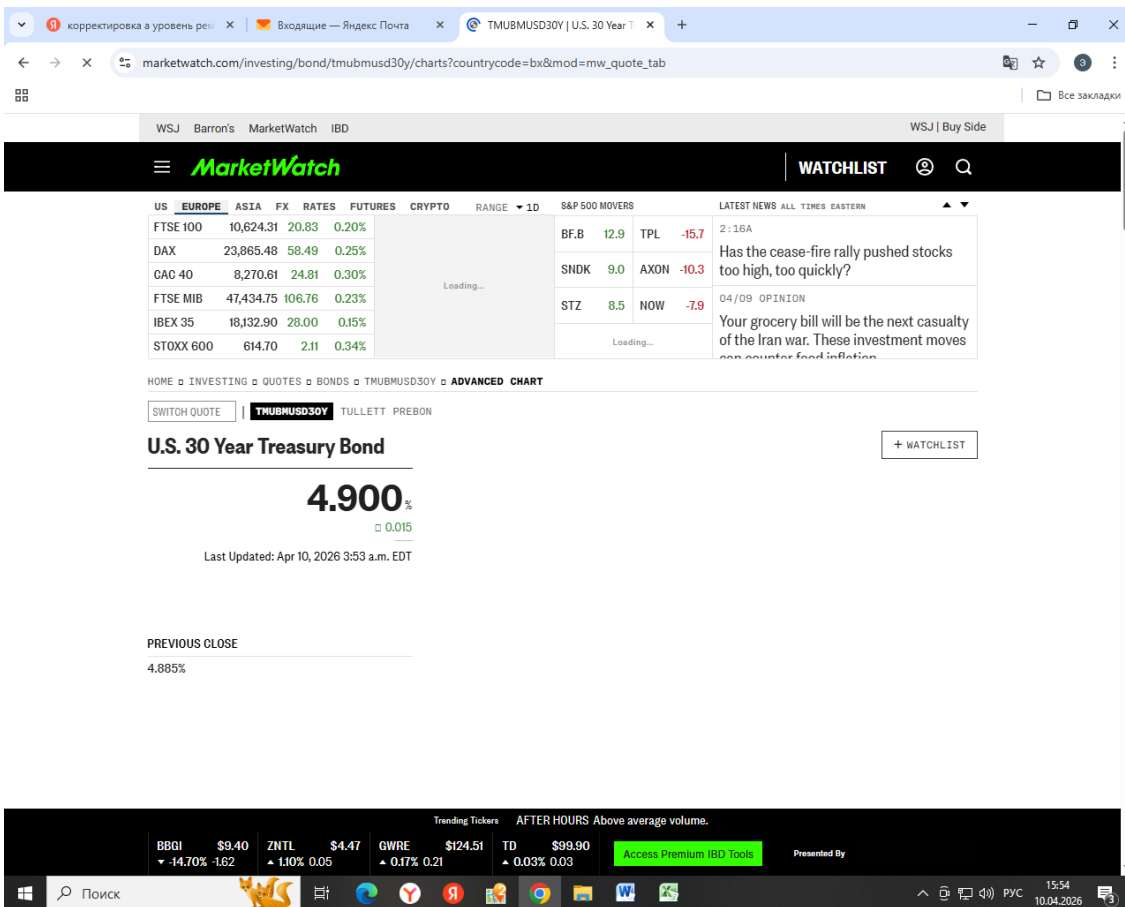 корректировка а уровень рем
Входящие — Яндекс Почта
TMUBMUSD30Y | U.S. 30 Year T
marketwatch.com/investing/bond/tmubmusd30y/charts?countrycode=bx&mod=mw_quote_tab
Э
Все закладки
WSJ Barron's MarketWatch IBD
WSJ | Buy Side
MarketWatch
WATCHLIST
US EUROPE ASIA FX RATES FUTURES CRYPTO RANGE 1D
FTSE 100 10,624.31 20.83 0.20%
DAX 23,865.48 58.49 0.25%
CAC 40 8,270.61 24.81 0.30%
FTSE MIB 47,434.75 106.76 0.23%
IBEX 35 18,132.90 28.00 0.15%
STOXX 600 614.70 2.11 0.34%
Loading...
S&P 500 MOVERS
BF.B 12.9 TPL -15.7
SNDK 9.0 AXON -10.3
STZ 8.5 NOW -7.9
Loading...
LATEST NEWS ALL TIMES EASTERN
2:16A
Has the cease-fire rally pushed stocks
too high, too quickly?
04/09 OPINION
Your grocery bill will be the next casualty
of the Iran war. These investment moves
can counter food inflation
HOME INVESTING QUOTES BONDS TMUBMUSD30Y ADVANCED CHART
SWITCH QUOTE | TMUBMUSD30Y TULLETT PREBON
U.S. 30 Year Treasury Bond
+ WATCHLIST
4.900 %
0.015
Last Updated: Apr 10, 2026 3:53 a.m. EDT
PREVIOUS CLOSE
4.885%
Trending Tickers AFTER HOURS Above average volume.
BBGI $9.40 ZNTL $4.47 GWRE $124.51 TD $99.90
▼ -14.70% -1.62 ▲ 1.10% 0.05 ▲ 0.17% 0.21 ▲ 0.03% 0.03
Access Premium IBD Tools
Presented By
Поиск
РУС
15:54
10.04.2026
3